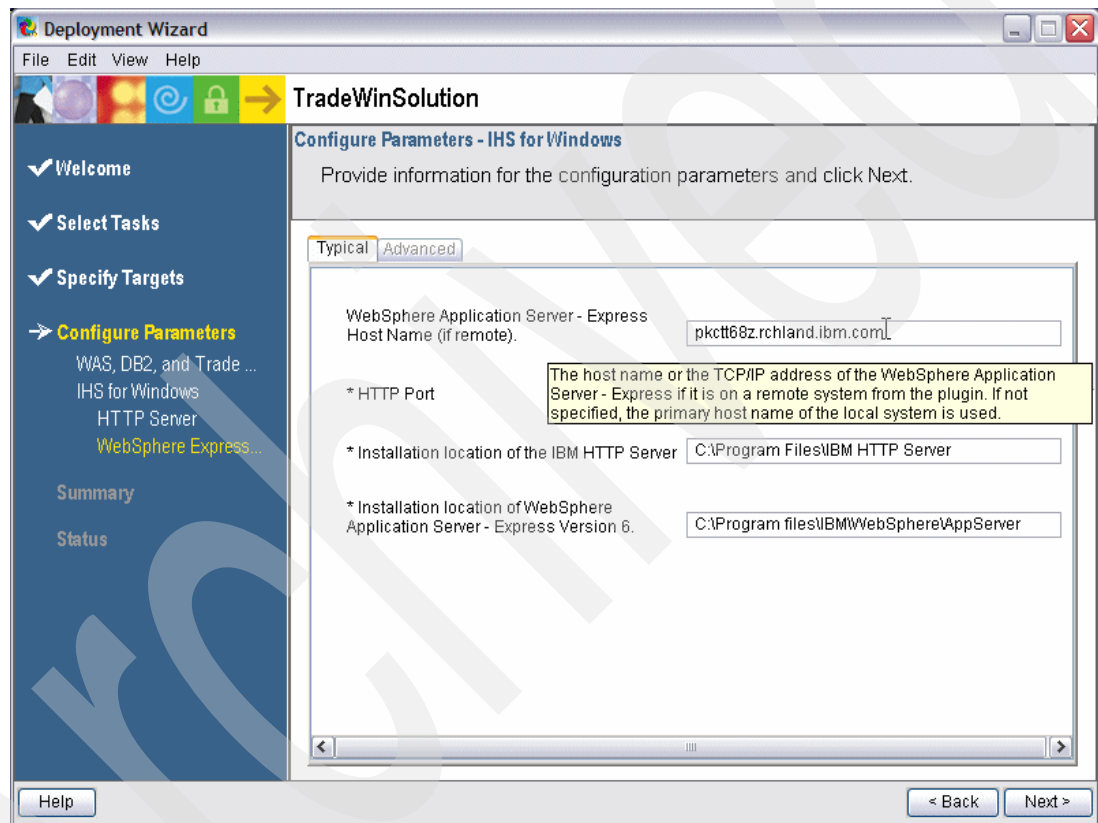 Deployment Wizard
File Edit View Help
TradeWinSolution
Configure Parameters - IHS for Windows
Provide information for the configuration parameters and click Next.
Welcome
Select Tasks
Specify Targets
Configure Parameters
WAS, DB2, and Trade ...
IHS for Windows
HTTP Server
WebSphere Express...
Summary
Status
Typical Advanced
WebSphere Application Server - Express
Host Name (if remote).
pkctt68z.rchland.ibm.com
The host name or the TCP/IP address of the WebSphere Application
Server - Express if it is on a remote system from the plugin. If not
specified, the primary host name of the local system is used.
* HTTP Port
* Installation location of the IBM HTTP Server
C:\Program Files\IBM HTTP Server
* Installation location of WebSphere
Application Server - Express Version 6.
C:\Program files\IBM\WebSphere\AppServer
Help
< Back Next >